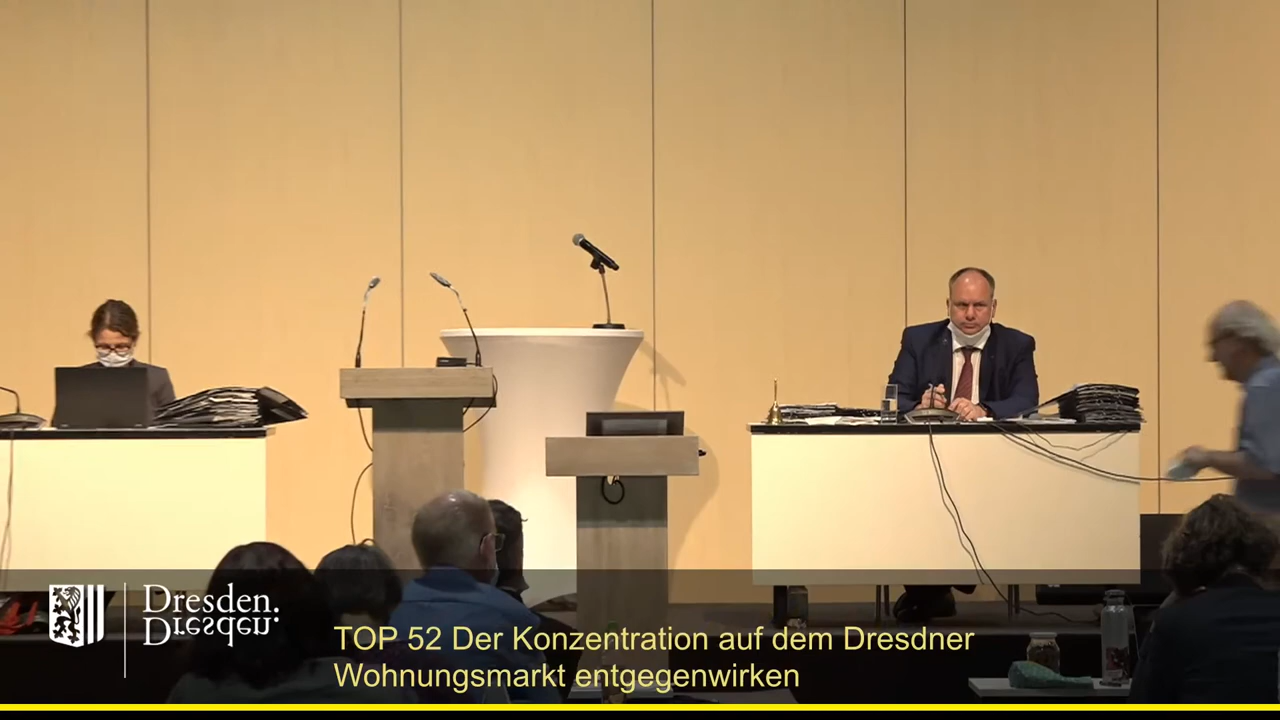 Dresden.
Dresden.
TOP 52 Der Konzentration auf dem Dresdner
Wohnungsmarkt entgegenwirken